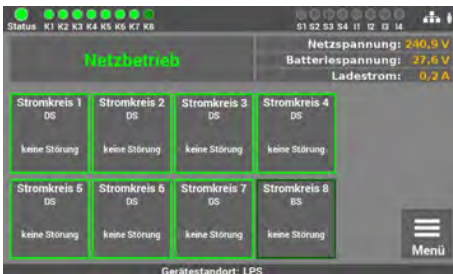 Status K1 K2 K3 K4 K5 K6 K7 K8 S1 S2 S3 S4 I1 I2 I3 I4
Netzbetrieb
Netzspannung: 240,9 V
Batteriespannung: 27,6 V
Ladestrom: 0,2 A
Stromkreis 1 Stromkreis 2 Stromkreis 3 Stromkreis 4
DS DS DS DS
keine Störung keine Störung keine Störung keine Störung
Stromkreis 5 Stromkreis 6 Stromkreis 7 Stromkreis 8
DS DS DS BS
keine Störung keine Störung keine Störung keine Störung
Menü
Gerätestandort: LPS